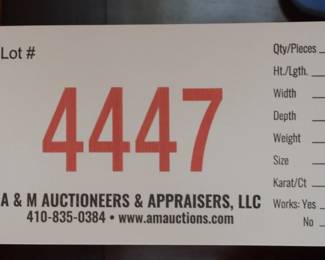 Lot #
4447
A & M AUCTIONEERS & APPRAISERS, LLC
410-835-0384 • www.amauctions.com
Qty/Pieces
Ht./Lgth.
Width
Depth
Weight
Size
Karat/Ct
Works: Yes
No